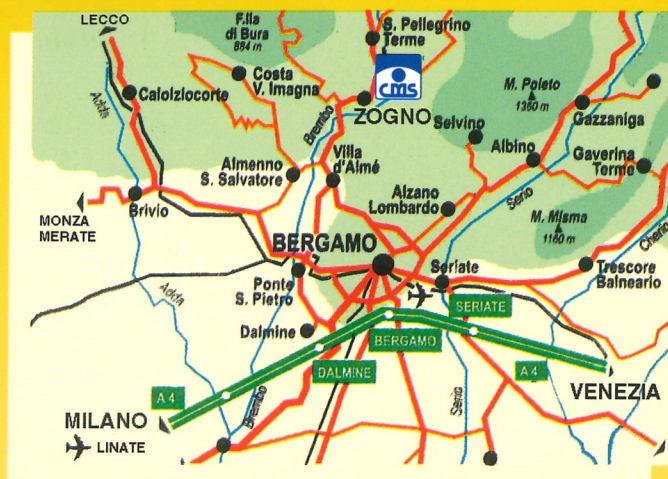 LECCO
F.lla
di Bura
884 m
S. Pellegrino
Terme
cms
Costa
V. Imagna
Calolziocorte
Adda
Brembo
ZOGNO
Selvino
M. Poieto
1360 m
Gazzaniga
Albino
Gaverina
Terme
Almenno
S. Salvatore
Villa
d'Almé
Alzano
Lombardo
Serio
M. Misma
1160 m
Cherio
Brivio
MONZA
MERATE
BERGAMO
Ponte
S. Pietro
Seriate
Trescore
Balneario
Adda
Dalmine
SERIATE
BERGAMO
DALMINE
A 4
A 4
VENEZIA
Brembo
Serio
MILANO
LINATE